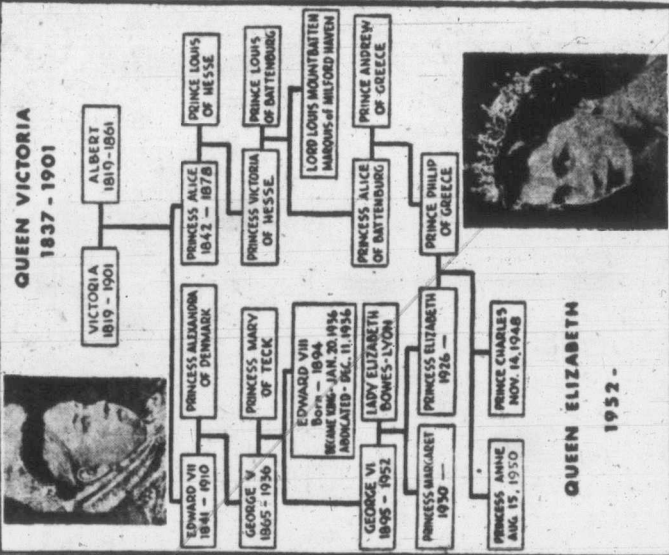 QUEEN VICTORIA
1837 - 1901
VICTORIA
1819 - 1901
ALBERT
1819-1861
EDWARD VII
1841 - 1910
PRINCESS ALEXANDRA
OF DENMARK
PRINCESS ALICE
1842 - 1878
PRINCE LOUIS
OF HESSE
GEORGE V
1865 - 1936
PRINCESS MARY
OF TECK
PRINCESS VICTORIA
OF HESSE
PRINCE LOUIS
OF BATTENBURG
EDWARD VIII
Born - 1894
BECAME KING - JAN. 20, 1936
ABDICATED - DEC. 11, 1936
LORD LOUIS MOUNTBATTEN
MARQUIS of MILFORD HAVEN
GEORGE VI
1895 - 1952
LADY ELIZABETH
BOWES-LYON
PRINCESS ALICE
OF BATTENBURG
PRINCE ANDREW
OF GREECE
PRINCESS MARGARET
1930 —
PRINCESS ELIZABETH
1926 —
PRINCE PHILIP
OF GREECE
PRINCESS ANNE
AUG. 15, 1950
PRINCE CHARLES
NOV. 14, 1948
QUEEN ELIZABETH
1952 -